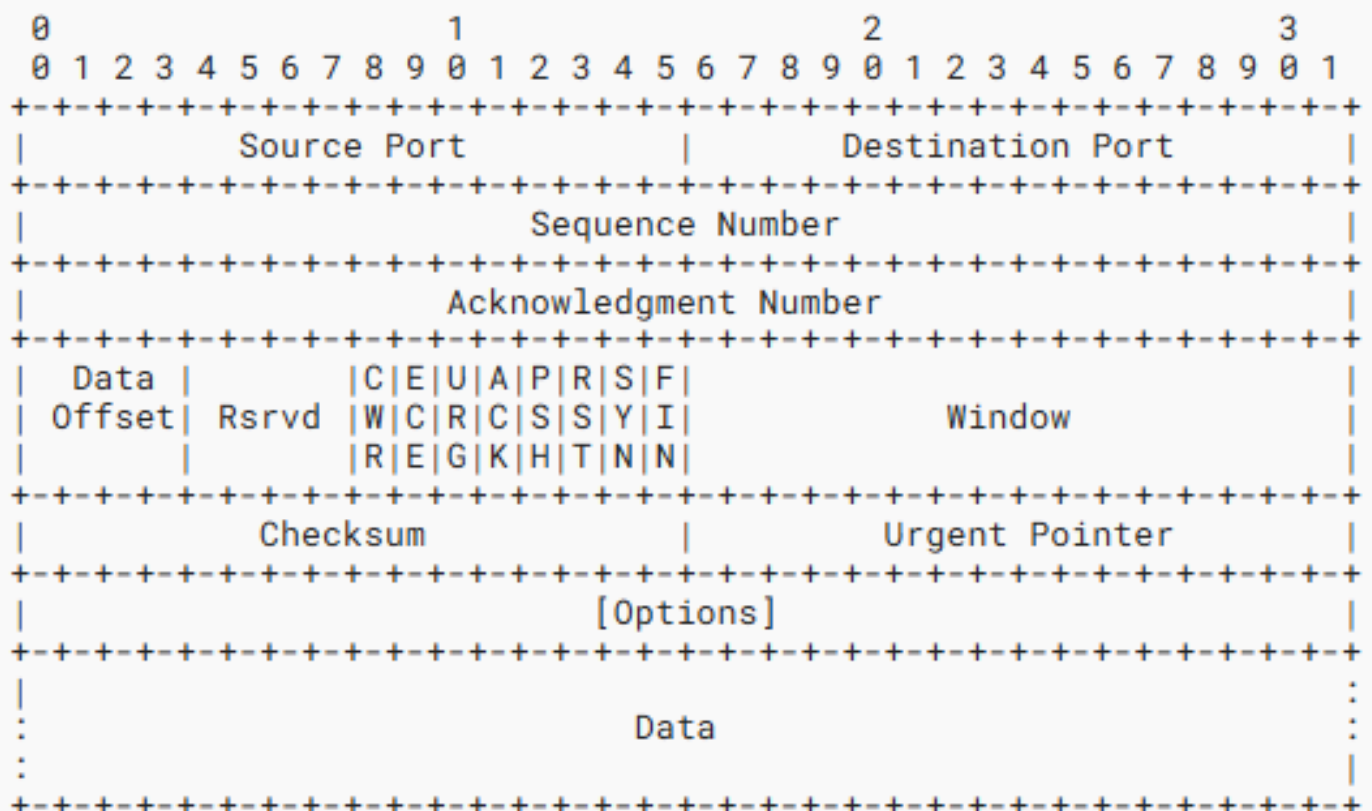 0                   1                   2                   3
 0 1 2 3 4 5 6 7 8 9 0 1 2 3 4 5 6 7 8 9 0 1 2 3 4 5 6 7 8 9 0 1
+-+-+-+-+-+-+-+-+-+-+-+-+-+-+-+-+-+-+-+-+-+-+-+-+-+-+-+-+-+-+-+-+
|          Source Port          |       Destination Port        |
+-+-+-+-+-+-+-+-+-+-+-+-+-+-+-+-+-+-+-+-+-+-+-+-+-+-+-+-+-+-+-+-+
|                        Sequence Number                        |
+-+-+-+-+-+-+-+-+-+-+-+-+-+-+-+-+-+-+-+-+-+-+-+-+-+-+-+-+-+-+-+-+
|                    Acknowledgment Number                      |
+-+-+-+-+-+-+-+-+-+-+-+-+-+-+-+-+-+-+-+-+-+-+-+-+-+-+-+-+-+-+-+-+
|  Data |       |C|E|U|A|P|R|S|F|                               |
| Offset| Rsrvd |W|C|R|C|S|S|Y|I|            Window             |
|       |       |R|E|G|K|H|T|N|N|                               |
+-+-+-+-+-+-+-+-+-+-+-+-+-+-+-+-+-+-+-+-+-+-+-+-+-+-+-+-+-+-+-+-+
|           Checksum            |         Urgent Pointer        |
+-+-+-+-+-+-+-+-+-+-+-+-+-+-+-+-+-+-+-+-+-+-+-+-+-+-+-+-+-+-+-+-+
|                           [Options]                           |
+-+-+-+-+-+-+-+-+-+-+-+-+-+-+-+-+-+-+-+-+-+-+-+-+-+-+-+-+-+-+-+-+
|                                                               :
:                             Data                              :
:                                                               |
+-+-+-+-+-+-+-+-+-+-+-+-+-+-+-+-+-+-+-+-+-+-+-+-+-+-+-+-+-+-+-+-+